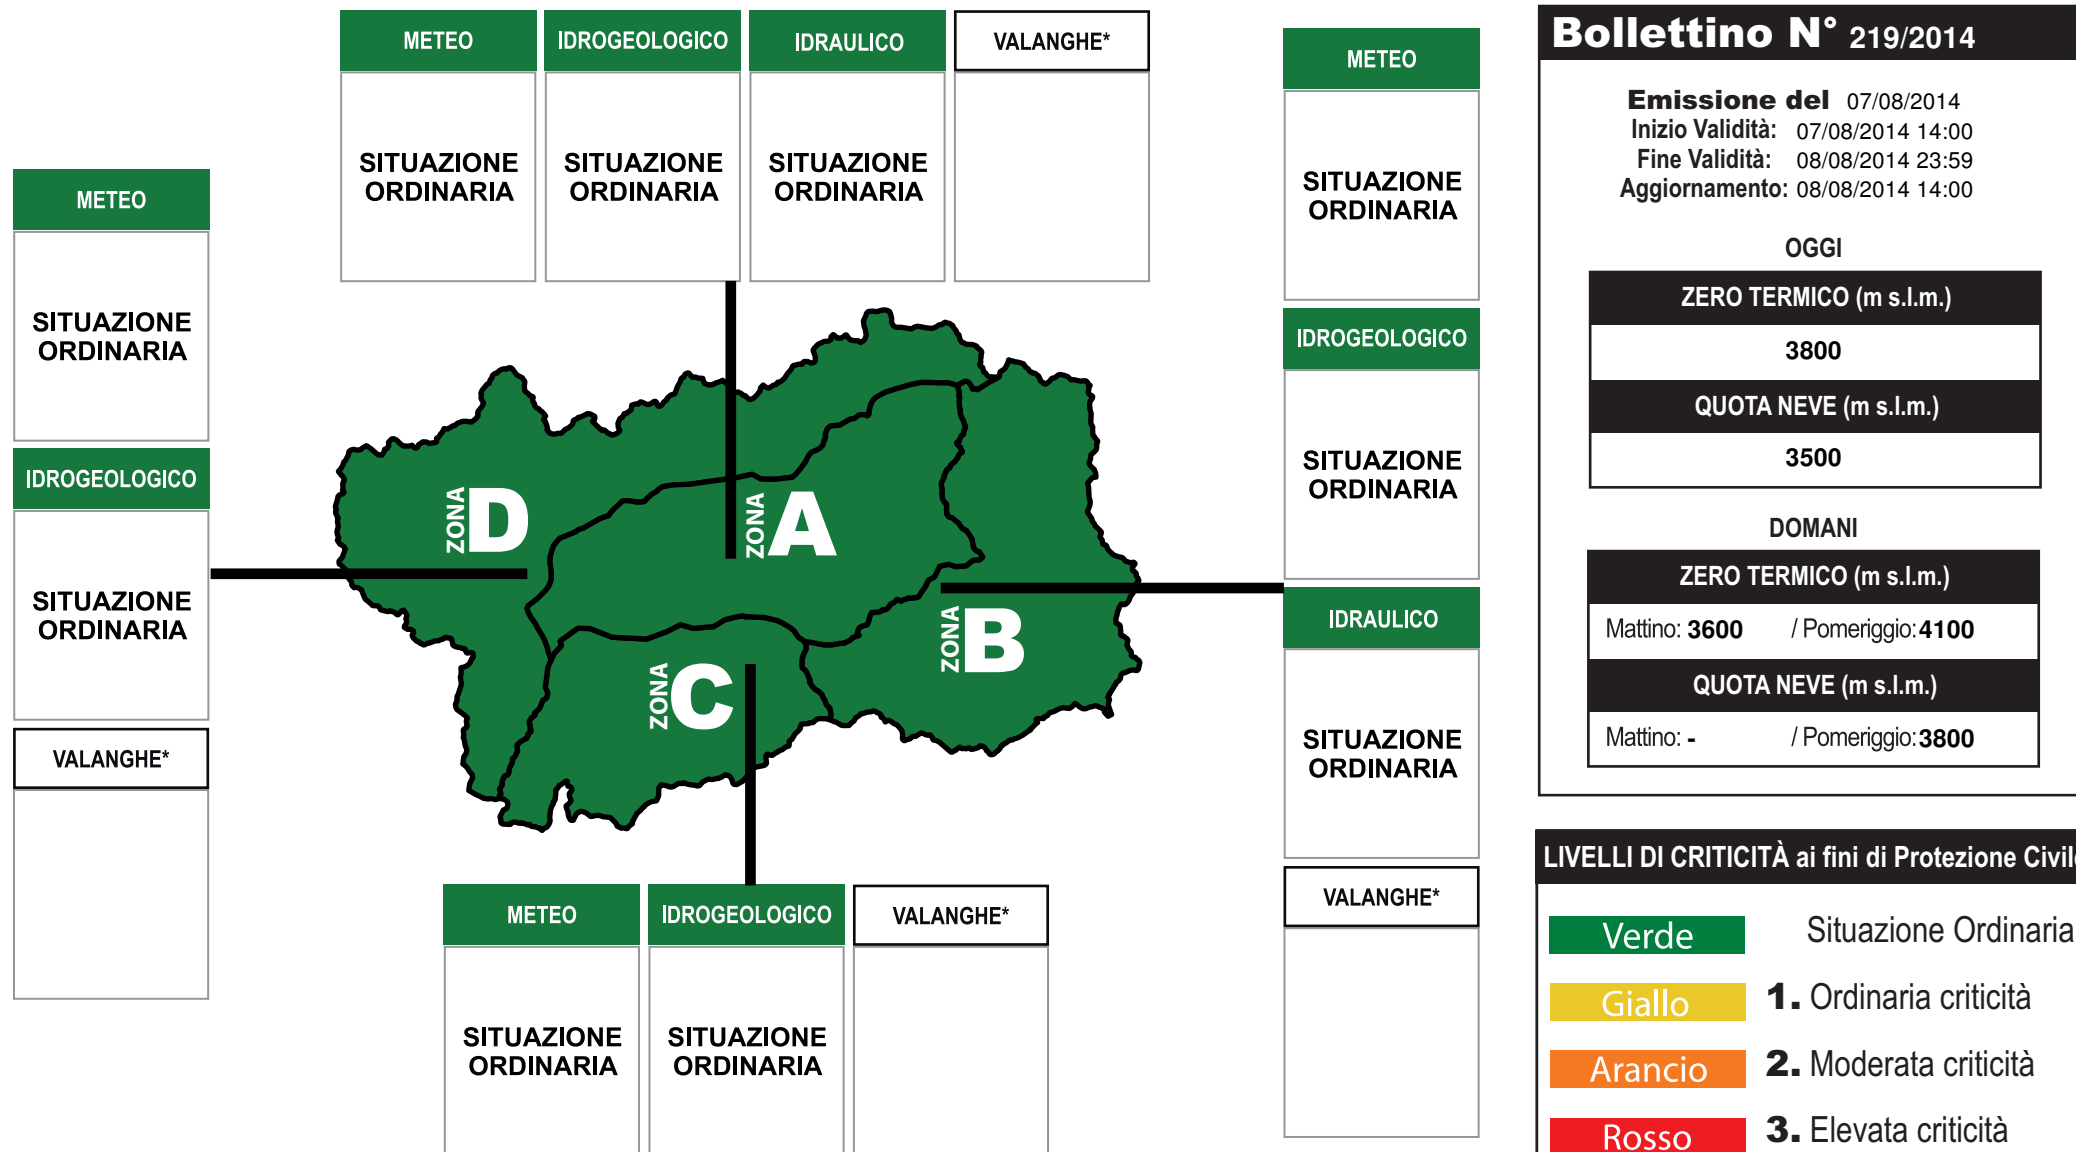 METEO
IDROGEOLOGICO
IDRAULICO
VALANGHE*
SITUAZIONE
ORDINARIA
SITUAZIONE
ORDINARIA
SITUAZIONE
ORDINARIA
METEO
SITUAZIONE
ORDINARIA
IDROGEOLOGICO
SITUAZIONE
ORDINARIA
VALANGHE*
ZONA D
ZONA A
ZONA B
ZONA C
METEO
SITUAZIONE
ORDINARIA
IDROGEOLOGICO
SITUAZIONE
ORDINARIA
IDRAULICO
SITUAZIONE
ORDINARIA
VALANGHE*
METEO
IDROGEOLOGICO
VALANGHE*
SITUAZIONE
ORDINARIA
SITUAZIONE
ORDINARIA
Bollettino N° 219/2014
Emissione del 07/08/2014
Inizio Validità: 07/08/2014 14:00
Fine Validità: 08/08/2014 23:59
Aggiornamento: 08/08/2014 14:00
OGGI
ZERO TERMICO (m s.l.m.)
3800
QUOTA NEVE (m s.l.m.)
3500
DOMANI
ZERO TERMICO (m s.l.m.)
Mattino: 3600 / Pomeriggio: 4100
QUOTA NEVE (m s.l.m.)
Mattino: - / Pomeriggio: 3800
LIVELLI DI CRITICITÀ ai fini di Protezione Civile
Verde Situazione Ordinaria
Giallo 1. Ordinaria criticità
Arancio 2. Moderata criticità
Rosso 3. Elevata criticità